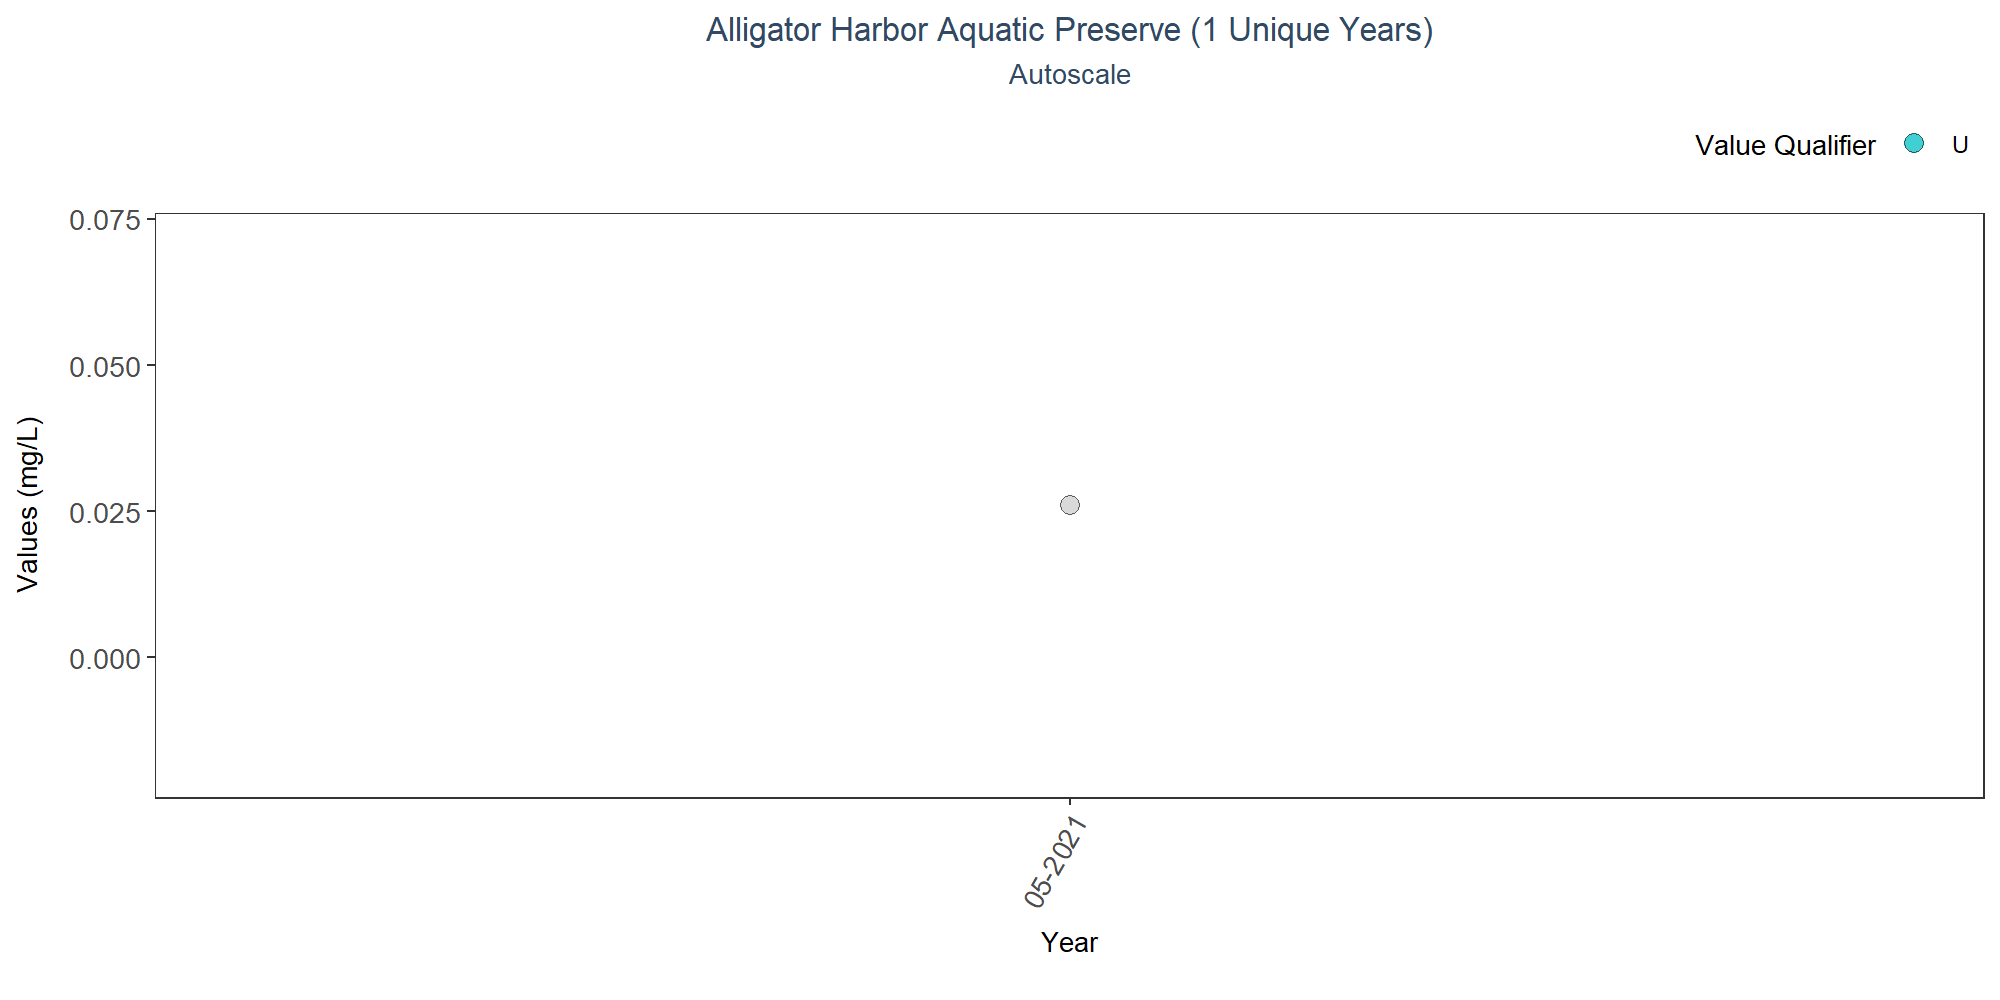 Alligator Harbor Aquatic Preserve (1 Unique Years)
Autoscale
Value Qualifier
U
0.075
0.050
0.025
0.000
Values (mg/L)
05-2021
Year